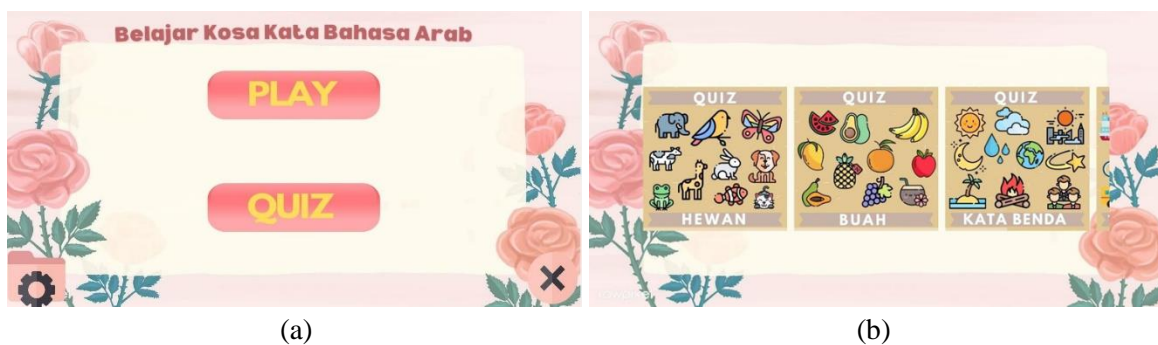 Belajar Kosa Kata Bahasa Arab
PLAY
QUIZ
(a)
QUIZ
HEWAN
QUIZ
BUAH
QUIZ
KATA BENDA
(b)